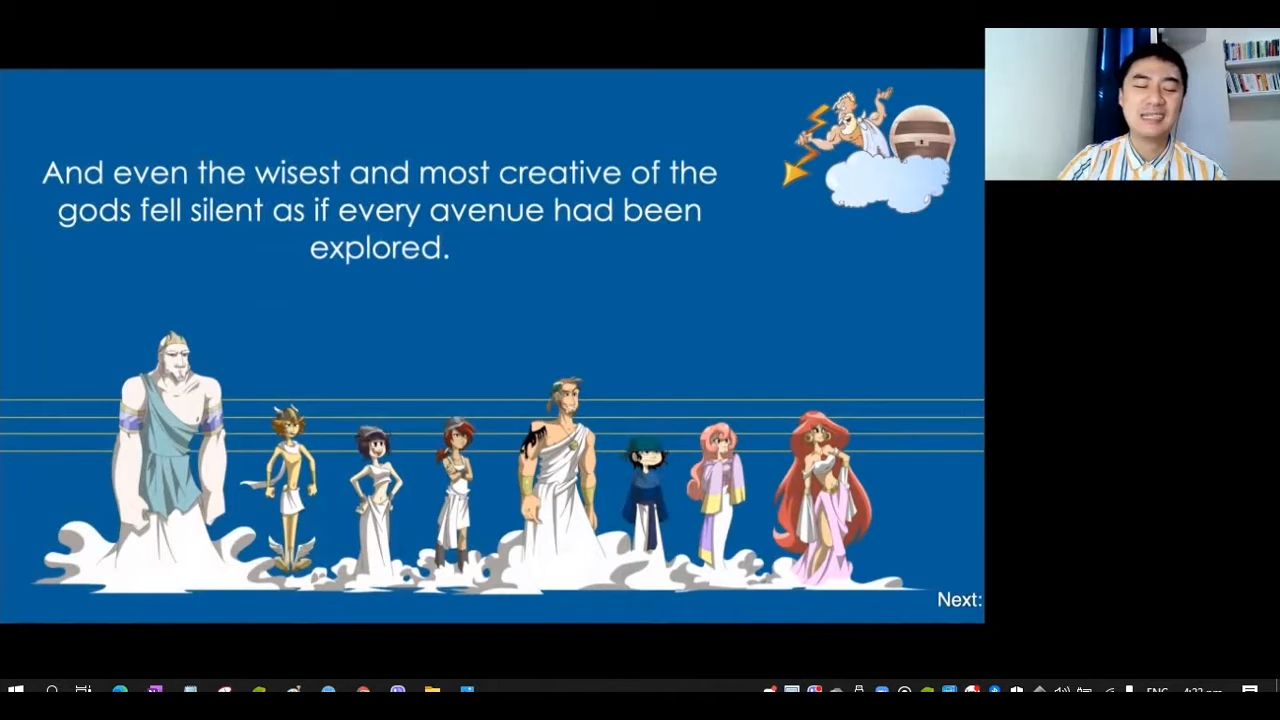 And even the wisest and most creative of the
gods fell silent as if every avenue had been
explored.
Next:
ENG